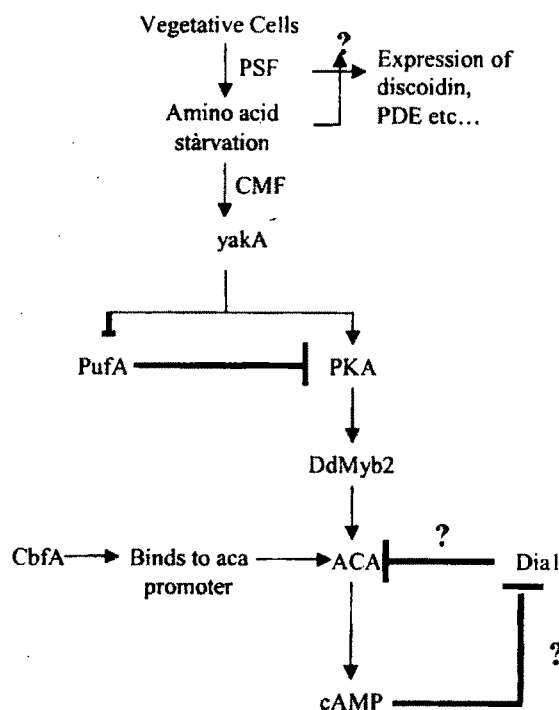 Vegetative Cells
?
PSF
Expression of
discoidin,
PDE etc...
Amino acid
starvation
CMF
yakA
PufA
PKA
DdMyb2
?
CbfA
Binds to aca
promoter
ACA
Dia1
?
cAMP